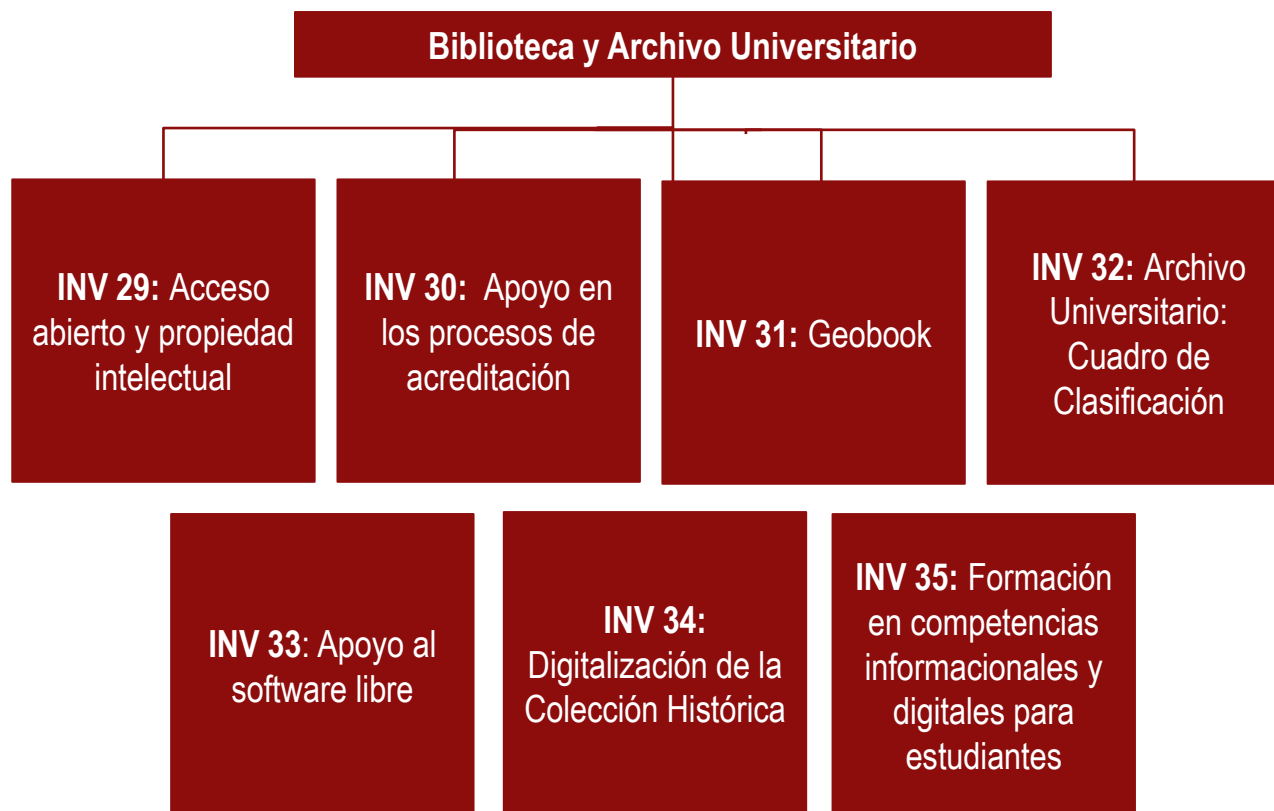 Biblioteca y Archivo Universitario
INV 29: Acceso
abierto y propiedad
intelectual
INV 30: Apoyo en
los procesos de
acreditación
INV 31: Geobook
INV 32: Archivo
Universitario:
Cuadro de
Clasificación
INV 33: Apoyo al
software libre
INV 34:
Digitalización de la
Colección Histórica
INV 35: Formación
en competencias
informacionales y
digitales para
estudiantes